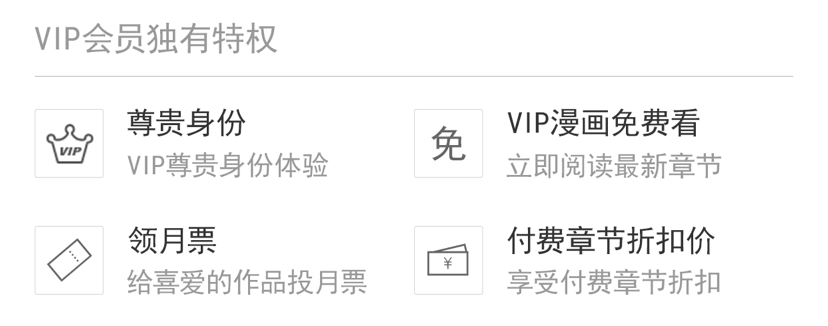 VIP会员独有特权
VIP
尊贵身份
VIP尊贵身份体验
免
VIP漫画免费看
立即阅读最新章节
领月票
给喜爱的作品投月票
¥
付费章节折扣价
享受付费章节折扣